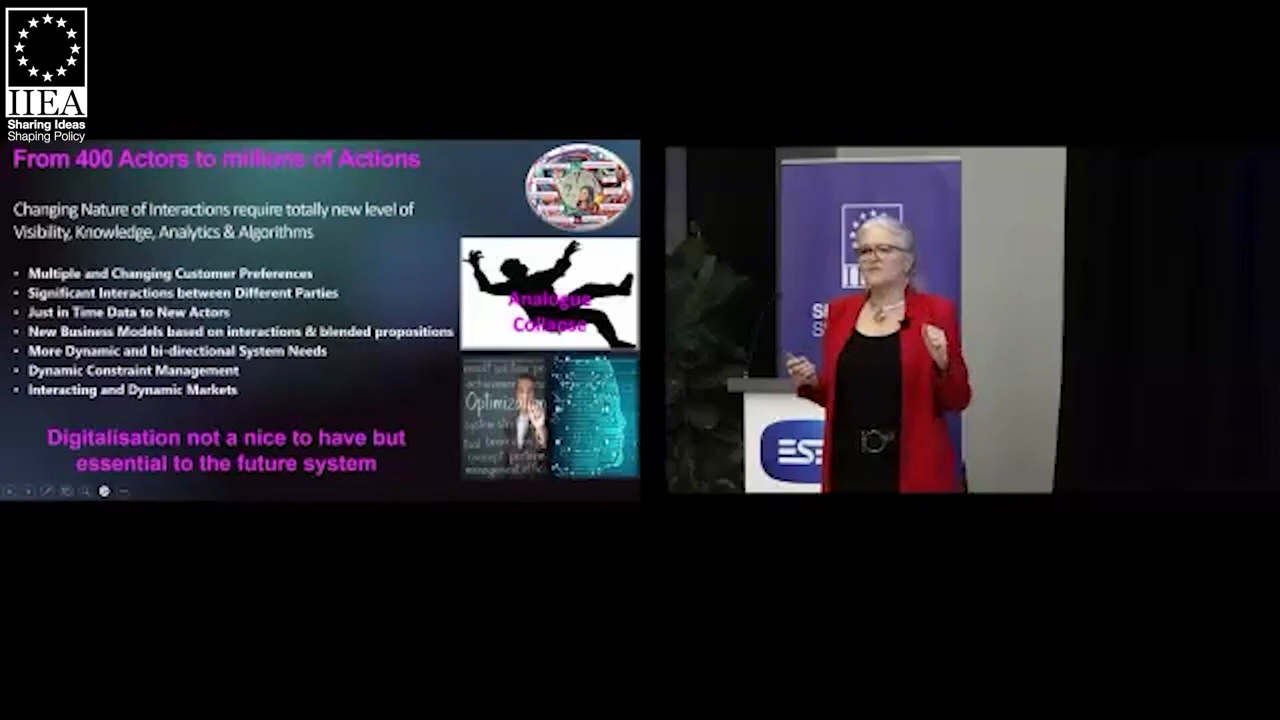 IIEA
Sharing Ideas
Shaping Policy
From 400 Actors to millions of Actions
Changing Nature of Interactions require totally new level of
Visibility, Knowledge, Analytics & Algorithms
• Multiple and Changing Customer Preferences
• Significant Interactions between Different Parties
• Just in Time Data to New Actors
• New Business Models based on interactions & blended propositions
• More Dynamic and bi-directional System Needs
• Dynamic Constraint Management
• Interacting and Dynamic Markets
Digitalisation not a nice to have but
essential to the future system
Analogue
Collapse